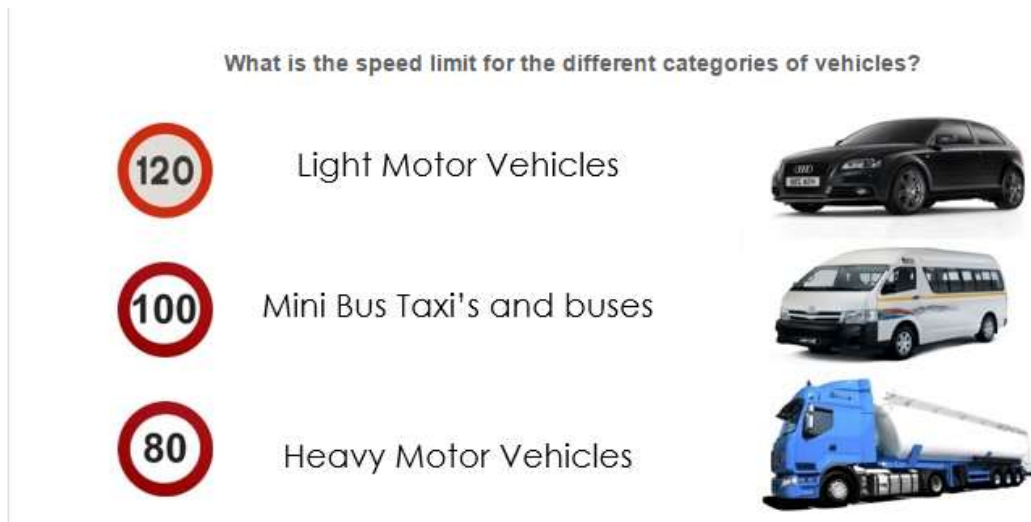 What is the speed limit for the different categories of vehicles?
120 Light Motor Vehicles
100 Mini Bus Taxi's and buses
80 Heavy Motor Vehicles